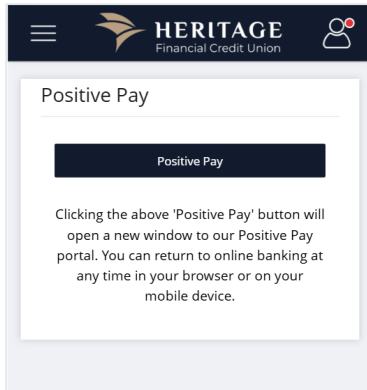 HERITAGE
Financial Credit Union
Positive Pay
Positive Pay
Clicking the above 'Positive Pay' button will
open a new window to our Positive Pay
portal. You can return to online banking at
any time in your browser or on your
mobile device.